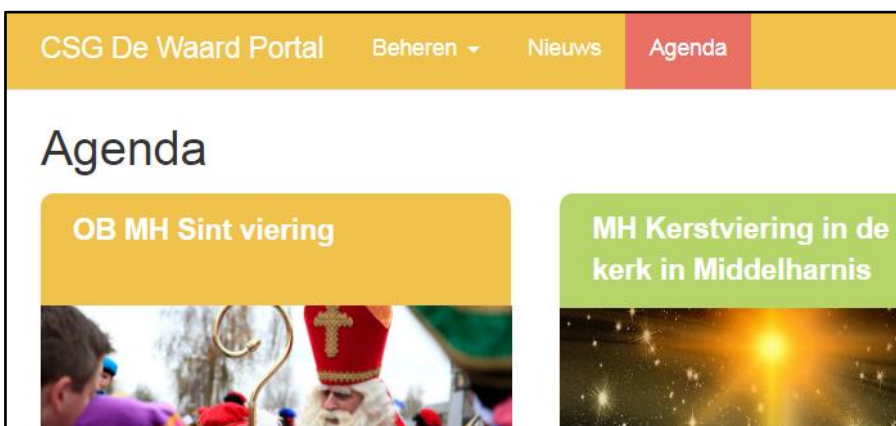 CSG De Waard Portal Beheren Nieuws Agenda
Agenda
OB MH Sint viering
MH Kerstviering in de
kerk in Middelharnis